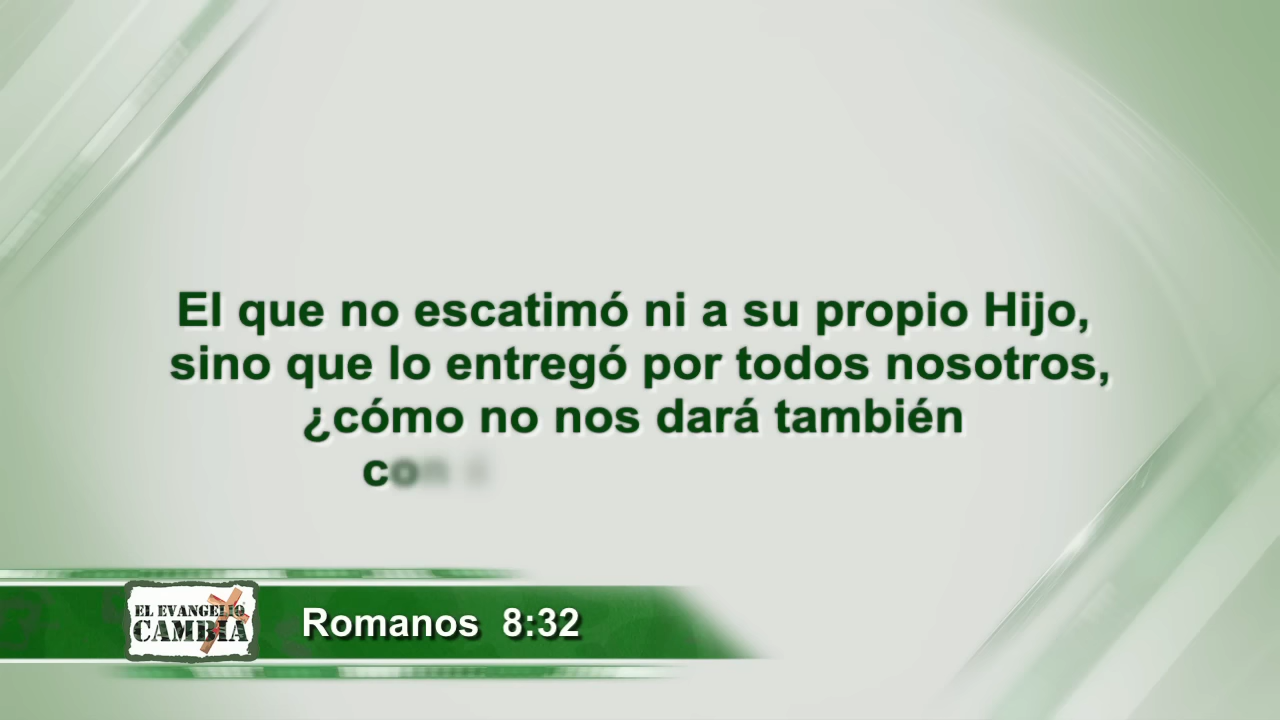 El que no escatimó ni a su propio Hijo,
sino que lo entregó por todos nosotros,
¿cómo no nos dará también
con
EL EVANGELIO
CAMBIA
Romanos 8:32